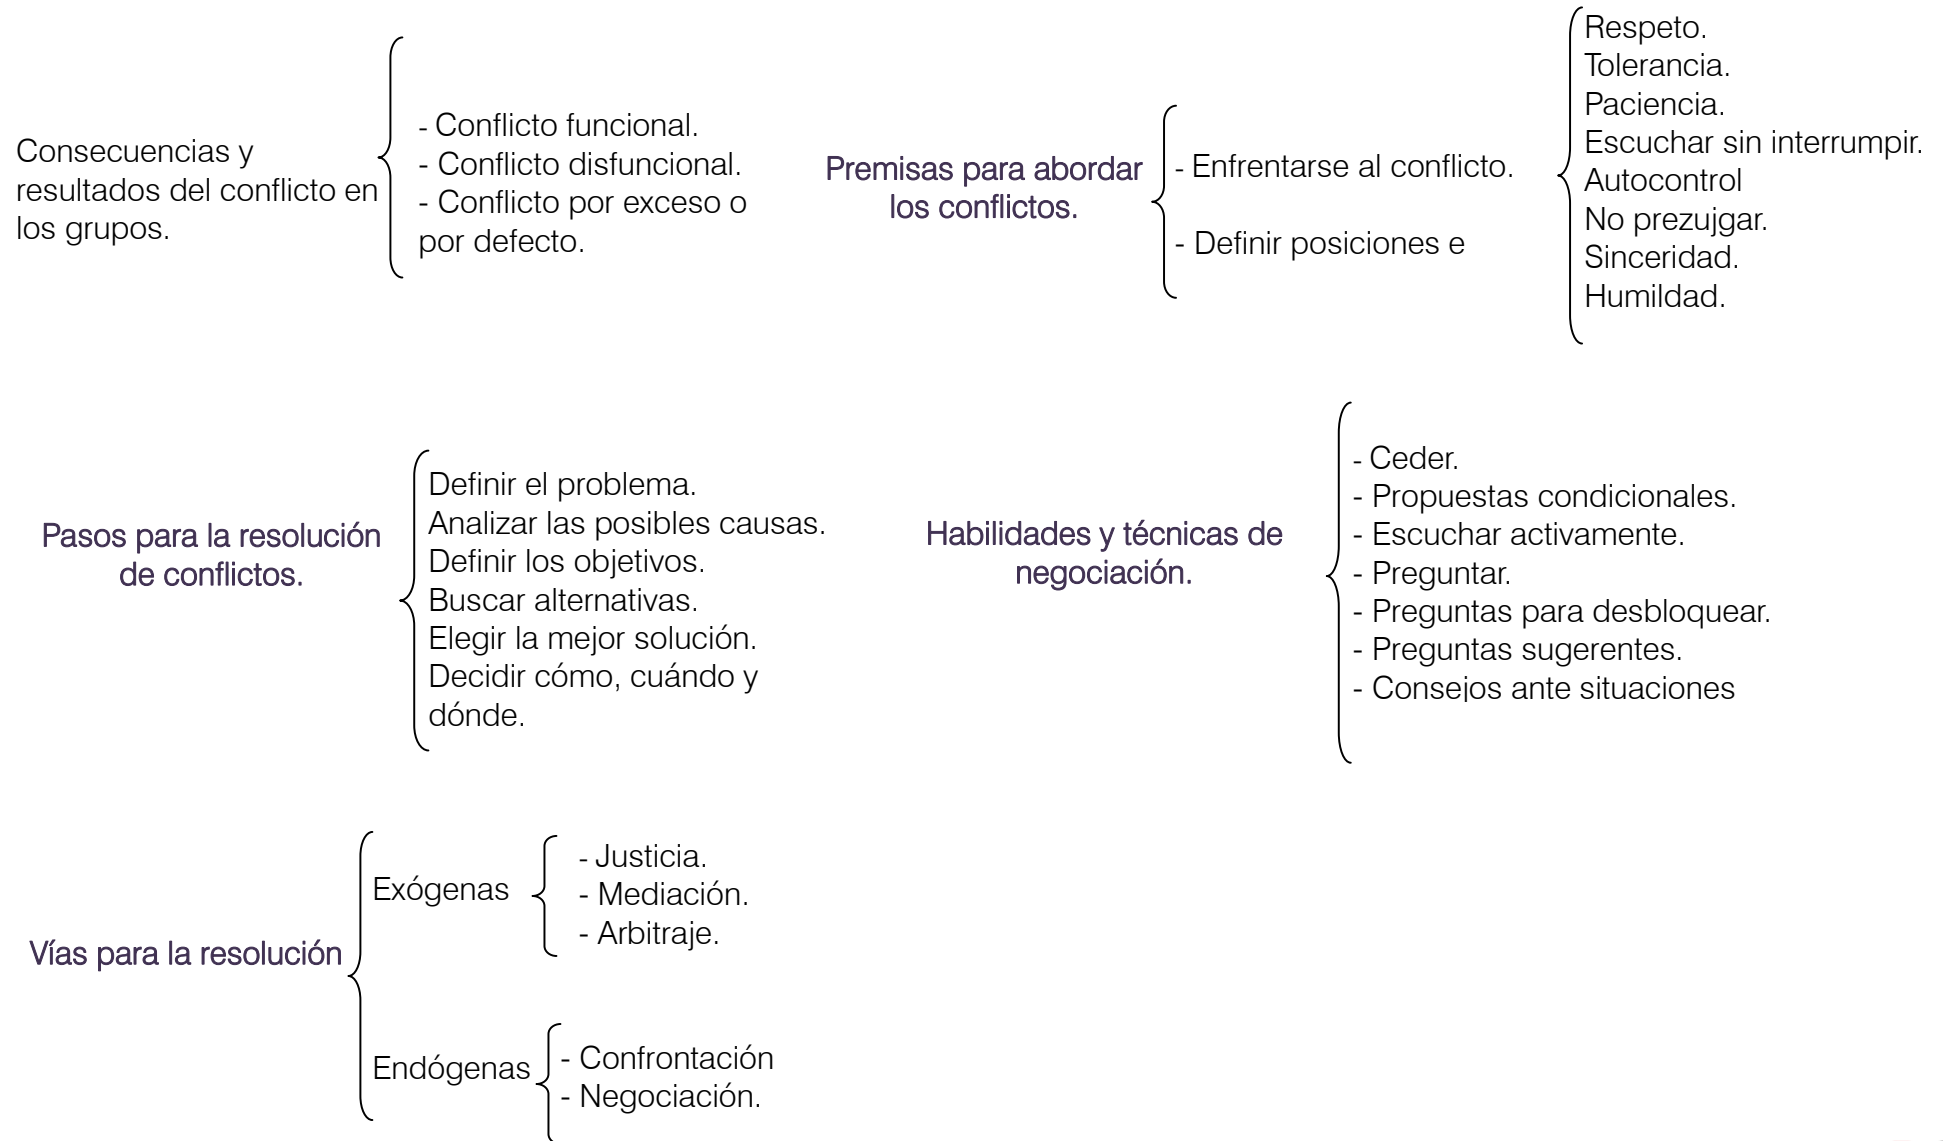 Consecuencias y
resultados del conflicto en
los grupos.
- Conflicto funcional.
- Conflicto disfuncional.
- Conflicto por exceso o
por defecto.
Premisas para abordar
los conflictos.
- Enfrentarse al conflicto.
- Definir posiciones e
Respeto.
Tolerancia.
Paciencia.
Escuchar sin interrumpir.
Autocontrol
No prezujgar.
Sinceridad.
Humildad.
Pasos para la resolución
de conflictos.
Definir el problema.
Analizar las posibles causas.
Definir los objetivos.
Buscar alternativas.
Elegir la mejor solución.
Decidir cómo, cuándo y
dónde.
Habilidades y técnicas de
negociación.
- Ceder.
- Propuestas condicionales.
- Escuchar activamente.
- Preguntar.
- Preguntas para desbloquear.
- Preguntas sugerentes.
- Consejos ante situaciones
Vías para la resolución
Exógenas
- Justicia.
- Mediación.
- Arbitraje.
Endógenas
- Confrontación
- Negociación.